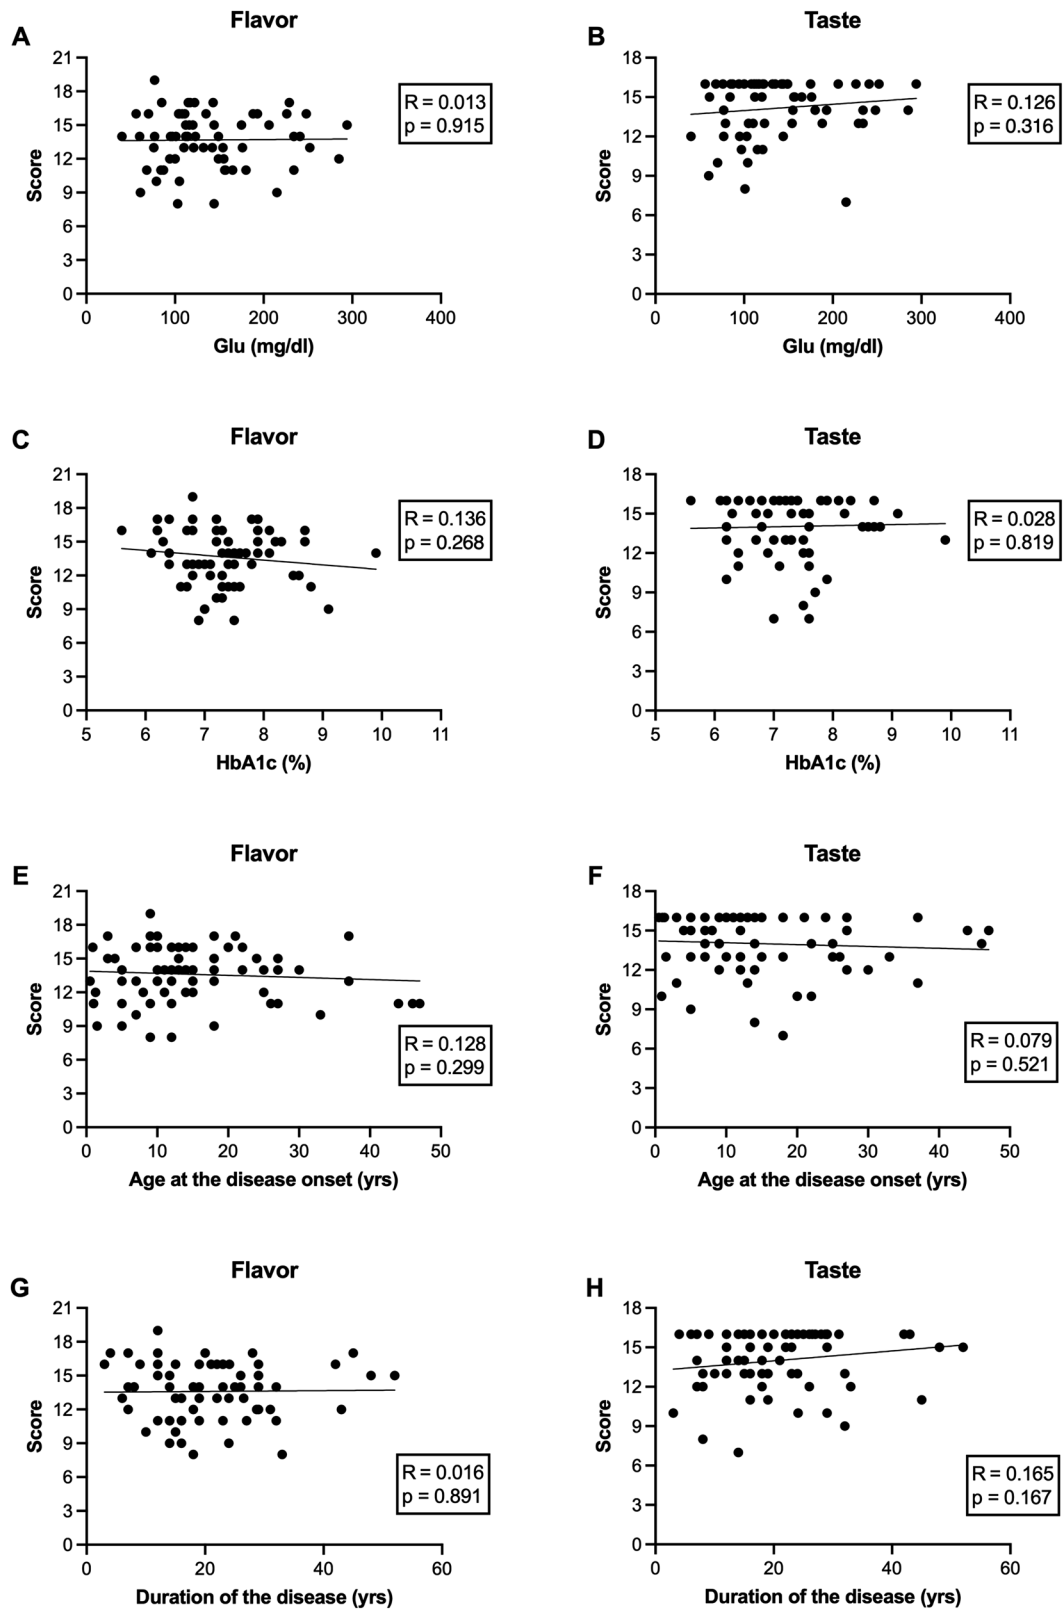 A
Flavor
21
18
15
12
9
6
3
0
Score
0 100 200 300 400
Glu (mg/dl)
R = 0.013
p = 0.915
B
Taste
18
15
12
9
6
3
0
Score
0 100 200 300 400
Glu (mg/dl)
R = 0.126
p = 0.316
C
Flavor
21
18
15
12
9
6
3
0
Score
5 6 7 8 9 10 11
HbA1c (%)
R = 0.136
p = 0.268
D
Taste
18
15
12
9
6
3
0
Score
5 6 7 8 9 10 11
HbA1c (%)
R = 0.028
p = 0.819
E
Flavor
21
18
15
12
9
6
3
0
Score
0 10 20 30 40 50
Age at the disease onset (yrs)
R = 0.128
p = 0.299
F
Taste
18
15
12
9
6
3
0
Score
0 10 20 30 40 50
Age at the disease onset (yrs)
R = 0.079
p = 0.521
G
Flavor
21
18
15
12
9
6
3
0
Score
0 20 40 60
Duration of the disease (yrs)
R = 0.016
p = 0.891
H
Taste
18
15
12
9
6
3
0
Score
0 20 40 60
Duration of the disease (yrs)
R = 0.165
p = 0.167